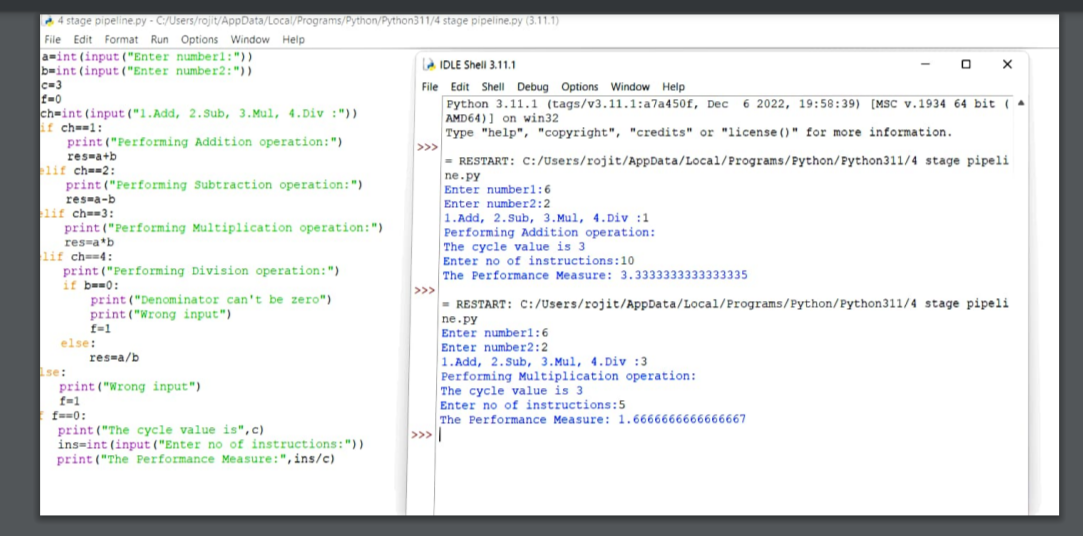 4 stage pipeline.py - C:/Users/rojit/AppData/Local/Programs/Python/Python311/4 stage pipeline.py (3.11.1)
File Edit Format Run Options Window Help
a=int(input("Enter number1:"))
b=int(input("Enter number2:"))
c=3
f=0
ch=int(input("1.Add, 2.Sub, 3.Mul, 4.Div :"))
if ch==1:
    print("Performing Addition operation:")
    res=a+b
elif ch==2:
    print("Performing Subtraction operation:")
    res=a-b
elif ch==3:
    print("Performing Multiplication operation:")
    res=a*b
lif ch==4:
    print("Performing Division operation:")
    if b==0:
        print("Denominator can't be zero")
        print("Wrong input")
        f=1
    else:
        res=a/b
lse:
    print("Wrong input")
    f=1
f f==0:
    print("The cycle value is",c)
    ins=int(input("Enter no of instructions:"))
    print("The Performance Measure:",ins/c)
IDLE Shell 3.11.1
File Edit Shell Debug Options Window Help
Python 3.11.1 (tags/v3.11.1:a7a450f, Dec 6 2022, 19:58:39) [MSC v.1934 64 bit (
AMD64)] on win32
Type "help", "copyright", "credits" or "license()" for more information.
>>>
= RESTART: C:/Users/rojit/AppData/Local/Programs/Python/Python311/4 stage pipeli
ne.py
Enter number1:6
Enter number2:2
1.Add, 2.Sub, 3.Mul, 4.Div :1
Performing Addition operation:
The cycle value is 3
Enter no of instructions:10
The Performance Measure: 3.3333333333333335
>>>
= RESTART: C:/Users/rojit/AppData/Local/Programs/Python/Python311/4 stage pipeli
ne.py
Enter number1:6
Enter number2:2
1.Add, 2.Sub, 3.Mul, 4.Div :3
Performing Multiplication operation:
The cycle value is 3
Enter no of instructions:5
The Performance Measure: 1.6666666666666667
>>>